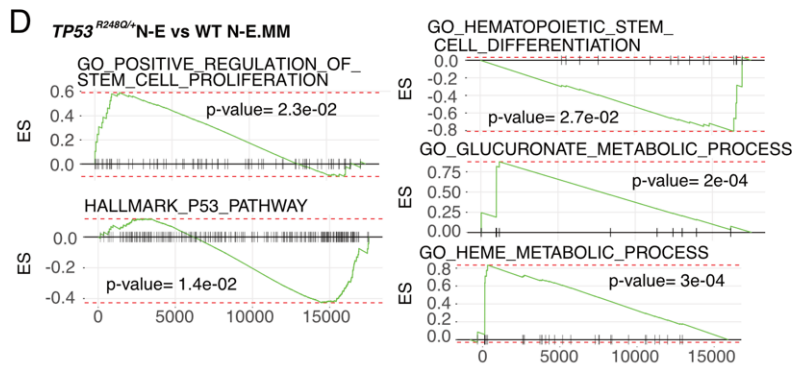 D
TP53 R248Q/+N-E vs WT N-E.MM
GO_POSITIVE_REGULATION_OF_
STEM_CELL_PROLIFERATION
0.6
0.4
0.2
0.0
ES
p-value= 2.3e-02
HALLMARK_P53_PATHWAY
0.0
-0.2
-0.4
ES
p-value= 1.4e-02
0 5000 10000 15000
GO_HEMATOPOIETIC_STEM_
CELL_DIFFERENTIATION
0.0
-0.2
-0.4
-0.6
-0.8
ES
p-value= 2.7e-02
GO_GLUCURONATE_METABOLIC_PROCESS
0.75
0.50
0.25
0.00
ES
p-value= 2e-04
GO_HEME_METABOLIC_PROCESS
0.8
0.6
0.4
0.2
0.0
ES
p-value= 3e-04
0 5000 10000 15000